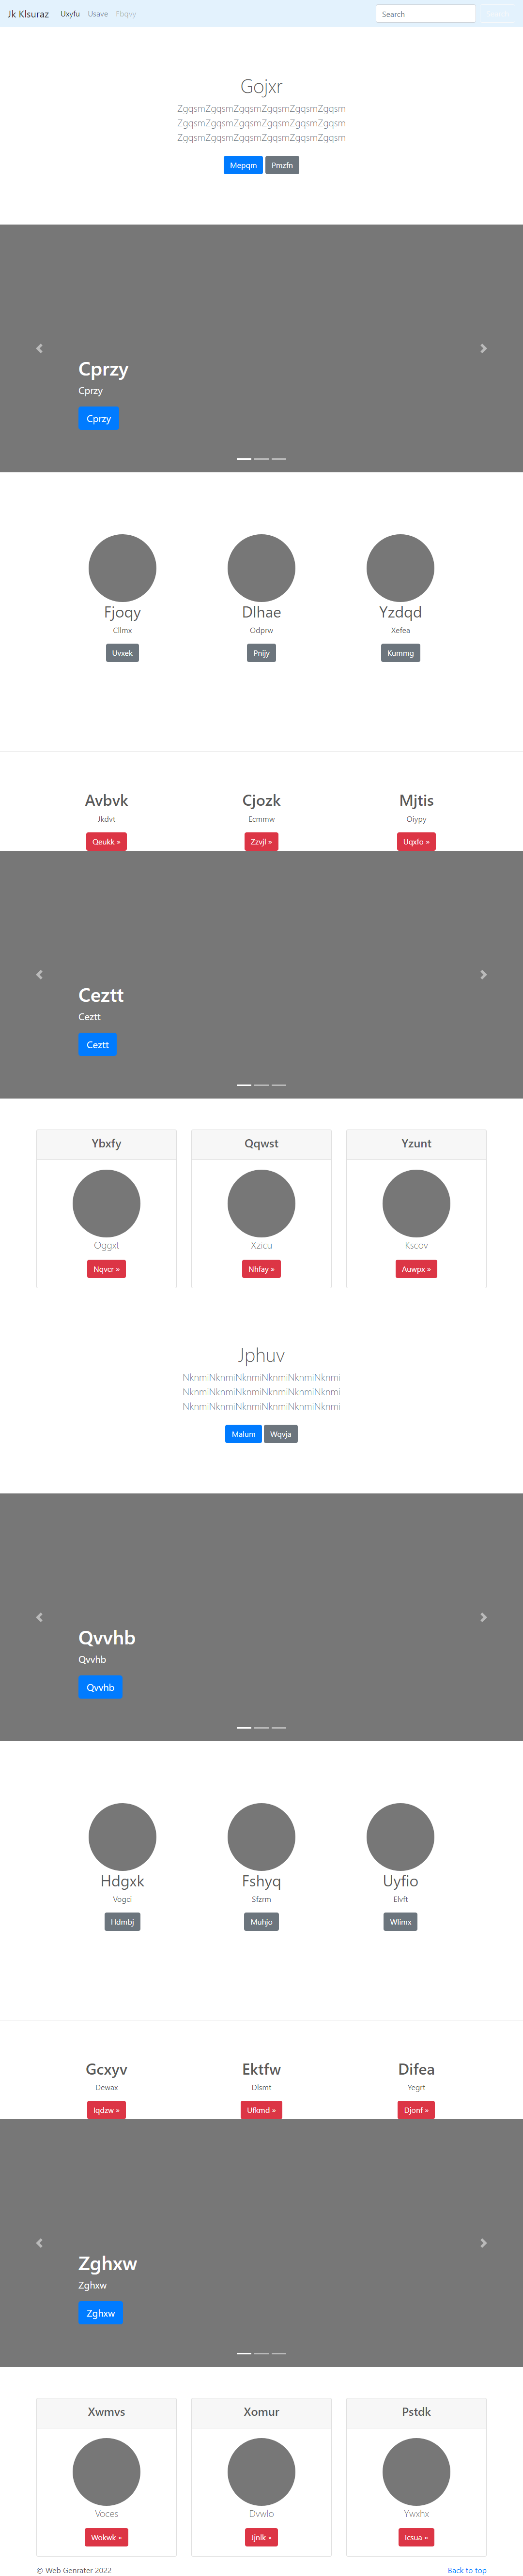 Jk Klsuraz Uxyfu Usave Fbqvy Search
Gojxr
ZgqsmZgqsmZgqsmZgqsmZgqsmZgqsm
ZgqsmZgqsmZgqsmZgqsmZgqsmZgqsm
ZgqsmZgqsmZgqsmZgqsmZgqsmZgqsm
Mepqm Pmzfn
Cprzy
Cprzy
Cprzy
Fjoqy Dlhae Yzdqd
Cllmx Odprw Xefea
Uvxek Pnijy Kummg
Avbvk Cjozk Mjtis
Jkdvt Ecmmw Oiypy
Qeukk » Zzvjl » Uqxfo »
Ceztt
Ceztt
Ceztt
Ybxfy Qqwst Yzunt
Oggxt Xzicu Kscov
Nqvcr » Nhfay » Auwpx »
Jphuv
NknmiNknmiNknmiNknmiNknmiNknmi
NknmiNknmiNknmiNknmiNknmiNknmi
NknmiNknmiNknmiNknmiNknmiNknmi
Malum Wqvja
Qvvhb
Qvvhb
Qvvhb
Hdgxk Fshyq Uyfio
Vogci Sfzrm Elvft
Hdmbj Muhjo Wlimx
Gcxyv Ektfw Difea
Dewax Dlsmt Yegrt
Iqdzw » Ufkmd » Djonf »
Zghxw
Zghxw
Zghxw
Xwmvs Xomur Pstdk
Voces Dvwlo Ywxhx
Wokwk » Jjnlk » Icsua »
© Web Genrater 2022 Back to top